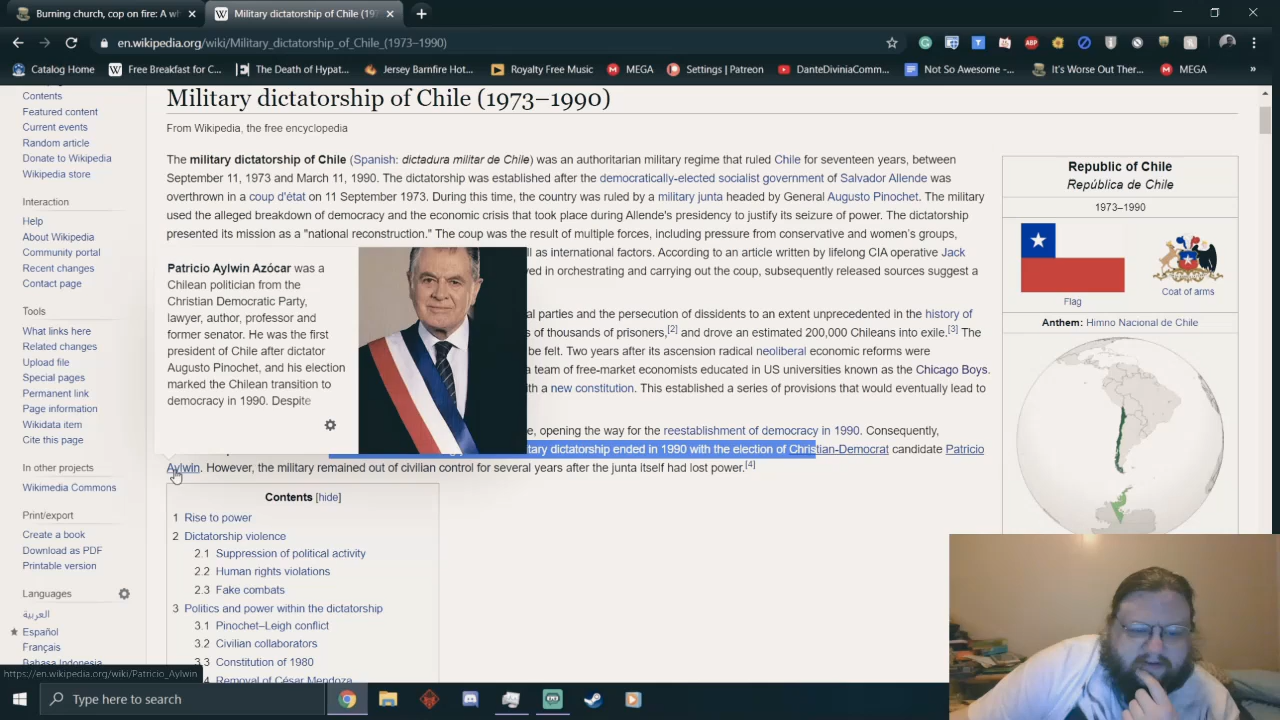 Burning church, cop on fire: A wh
Military dictatorship of Chile (197
en.wikipedia.org/wiki/Military_dictatorship_of_Chile_(1973–1990)
Catalog Home
Free Breakfast for C...
The Death of Hypat...
Jersey Barnfire Hot...
Royalty Free Music
MEGA
Settings | Patreon
DanteDiviniaComm...
Not So Awesome -...
It's Worse Out Ther...
MEGA
»
Contents
Featured content
Current events
Random article
Donate to Wikipedia
Wikipedia store
Interaction
Help
About Wikipedia
Community portal
Recent changes
Contact page
Tools
What links here
Related changes
Upload file
Special pages
Permanent link
Page information
Wikidata item
Cite this page
In other projects
Wikimedia Commons
Print/export
Create a book
Download as PDF
Printable version
Languages
العربية
Español
Français
Bahasa Indonesia
https://en.wikipedia.org/wiki/Patricio_Aylwin
Military dictatorship of Chile (1973–1990)
From Wikipedia, the free encyclopedia
The military dictatorship of Chile (Spanish: dictadura militar de Chile) was an authoritarian military regime that ruled Chile for seventeen years, between
September 11, 1973 and March 11, 1990. The dictatorship was established after the democratically-elected socialist government of Salvador Allende was
overthrown in a coup d'état on 11 September 1973. During this time, the country was ruled by a military junta headed by General Augusto Pinochet. The military
used the alleged breakdown of democracy and the economic crisis that took place during Allende's presidency to justify its seizure of power. The dictatorship
presented its mission as a "national reconstruction." The coup was the result of multiple forces, including pressure from conservative and women's groups,
ll as international factors. According to an article written by lifelong CIA operative Jack
ved in orchestrating and carrying out the coup, subsequently released sources suggest a
al parties and the persecution of dissidents to an extent unprecedented in the history of
s of thousands of prisoners,[2] and drove an estimated 200,000 Chileans into exile.[3] The
be felt. Two years after its ascension radical neoliberal economic reforms were
a team of free-market economists educated in US universities known as the Chicago Boys.
th a new constitution. This established a series of provisions that would eventually lead to
e, opening the way for the reestablishment of democracy in 1990. Consequently,
tary dictatorship ended in 1990 with the election of Christian-Democrat candidate Patricio
Aylwin. However, the military remained out of civilian control for several years after the junta itself had lost power.[4]
Patricio Aylwin Azócar was a
Chilean politician from the
Christian Democratic Party,
lawyer, author, professor and
former senator. He was the first
president of Chile after dictator
Augusto Pinochet, and his election
marked the Chilean transition to
democracy in 1990. Despite
Contents [hide]
1 Rise to power
2 Dictatorship violence
2.1 Suppression of political activity
2.2 Human rights violations
2.3 Fake combats
3 Politics and power within the dictatorship
3.1 Pinochet–Leigh conflict
3.2 Civilian collaborators
3.3 Constitution of 1980
3.4 Removal of César Mendoza
Republic of Chile
República de Chile
1973–1990
Flag
Coat of arms
Anthem: Himno Nacional de Chile
Type here to search